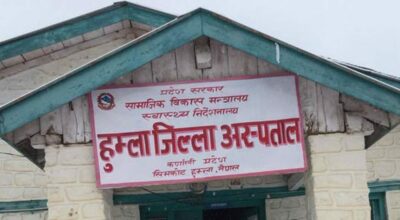 प्रदेश सरकार
सामाजिक विकास मन्त्रालय
स्वास्थ्य निर्देशनालय
हुम्ला जिल्ला अस्पताल
कर्णाली प्रदेश
सिमकोट हुम्ला, नेपाल